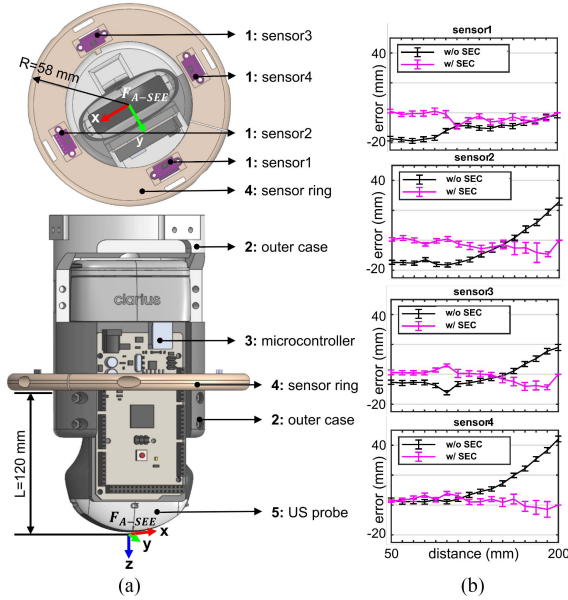 1: sensor3
R=58 mm
1: sensor4
F A-SEE
x
y
1: sensor2
1: sensor1
4: sensor ring
2: outer case
clarius
3: microcontroller
4: sensor ring
2: outer case
L=120 mm
5: US probe
F A-SEE
x
y
z
(a)
(b)
sensor1
40
w/o SEC
w/ SEC
error (mm)
-20
sensor2
40
w/o SEC
w/ SEC
error (mm)
-20
sensor3
40
w/o SEC
w/ SEC
error (mm)
-20
sensor4
40
w/o SEC
w/ SEC
error (mm)
-20
50
distance (mm)
200